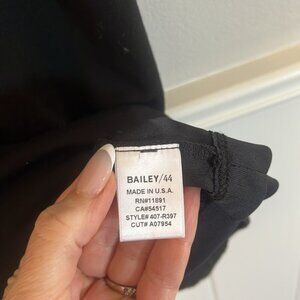 BAILEY/44
MADE IN U.S.A.
RN#11891
CA#54517
STYLE# 407-R397
CUT# A07954